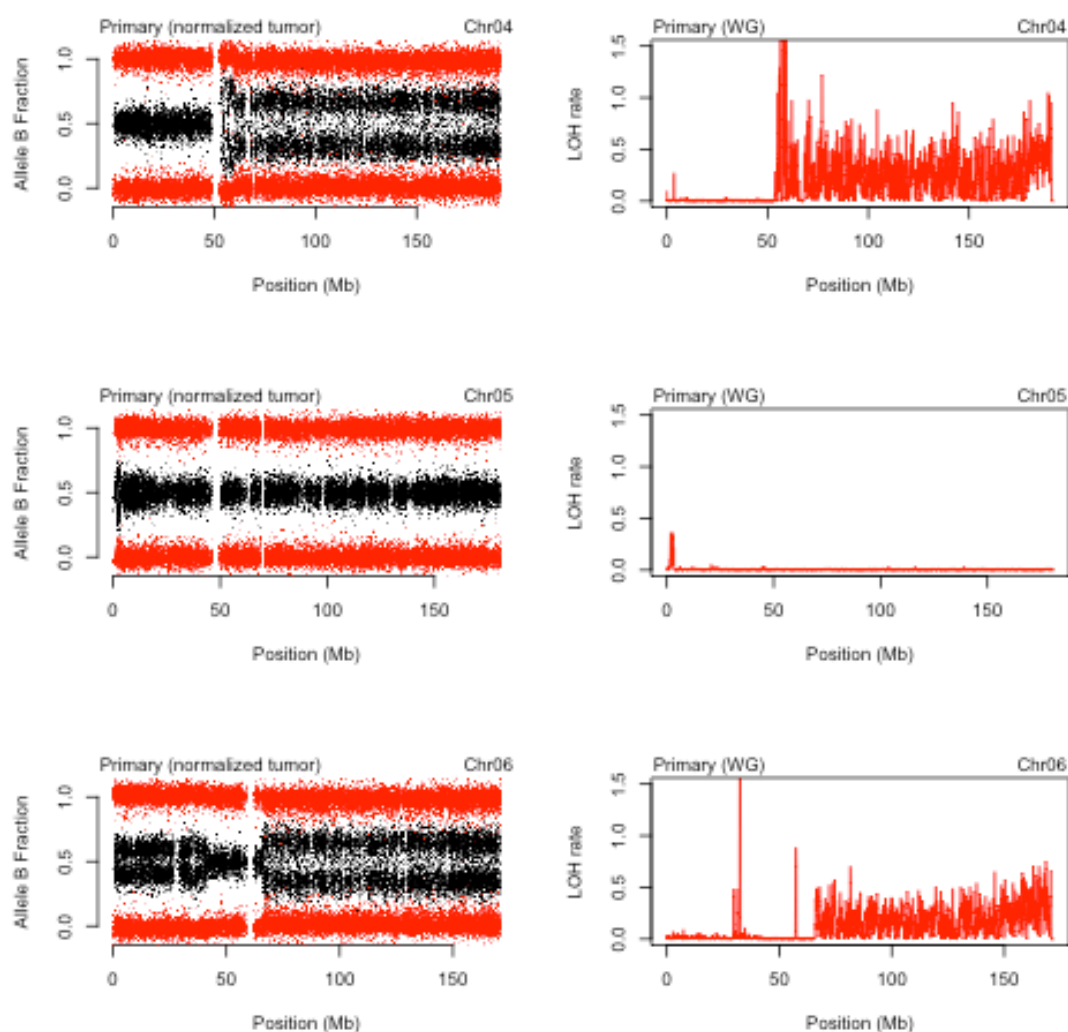 Primary (normalized tumor) Chr04
Allele B Fraction
1.0
0.5
0.0
0 50 100 150
Position (Mb)
Primary (WG) Chr04
LOH rate
1.5
1.0
0.5
0.0
0 50 100 150
Position (Mb)
Primary (normalized tumor) Chr05
Allele B Fraction
1.0
0.5
0.0
0 50 100 150
Position (Mb)
Primary (WG) Chr05
LOH rate
1.5
1.0
0.5
0.0
0 50 100 150
Position (Mb)
Primary (normalized tumor) Chr06
Allele B Fraction
1.0
0.5
0.0
0 50 100 150
Position (Mb)
Primary (WG) Chr06
LOH rate
1.5
1.0
0.5
0.0
0 50 100 150
Position (Mb)